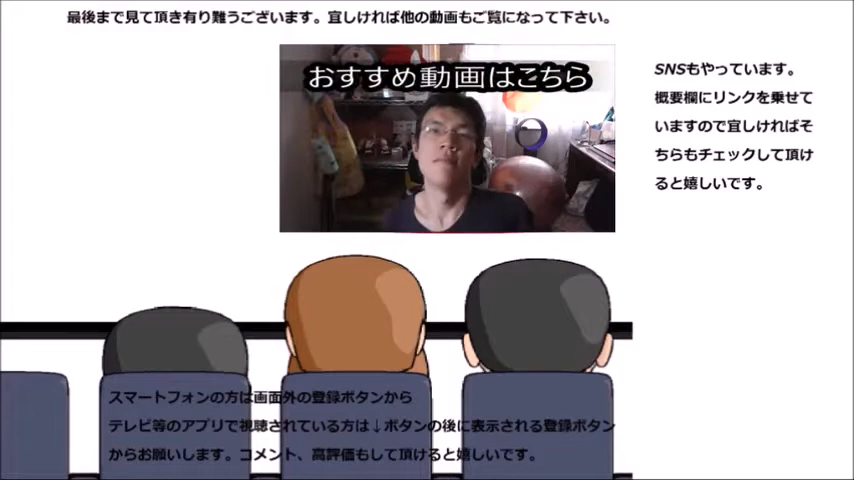 最後まで見て頂き有り難うございます。宜しければ他の動画もご覧になって下さい。
おすすめ動画はこちら
SNSもやっています。
概要欄にリンクを乗せて
いますので宜しければそ
ちらもチェックして頂け
ると嬉しいです。
スマートフォンの方は画面外の登録ボタンから
テレビ等のアプリで視聴されている方は↓ボタンの後に表示される登録ボタン
からお願いします。コメント、高評価もして頂けると嬉しいです。